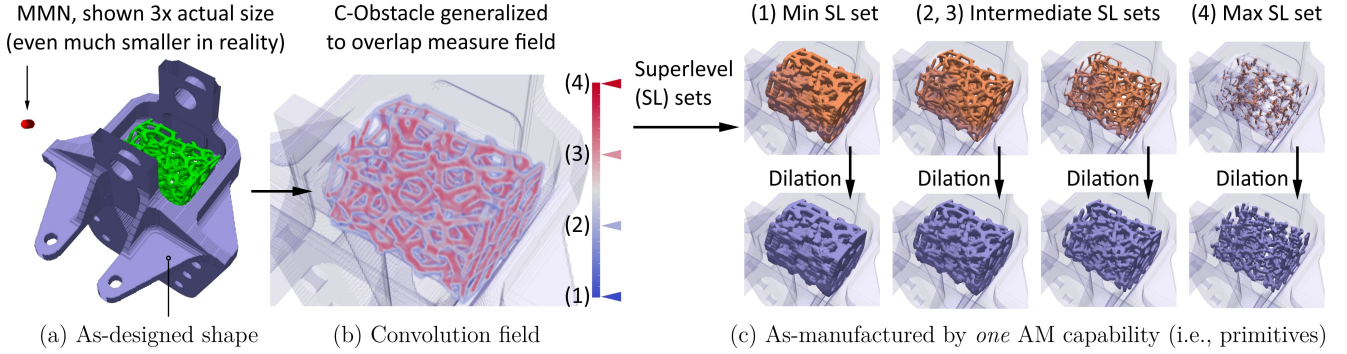 MMN, shown 3x actual size
(even much smaller in reality)
C-Obstacle generalized
to overlap measure field
(4)
(3)
(2)
(1)
Superlevel
(SL) sets
(1) Min SL set
(2, 3) Intermediate SL sets
(4) Max SL set
Dilation
Dilation
Dilation
Dilation
(a) As-designed shape
(b) Convolution field
(c) As-manufactured by one AM capability (i.e., primitives)